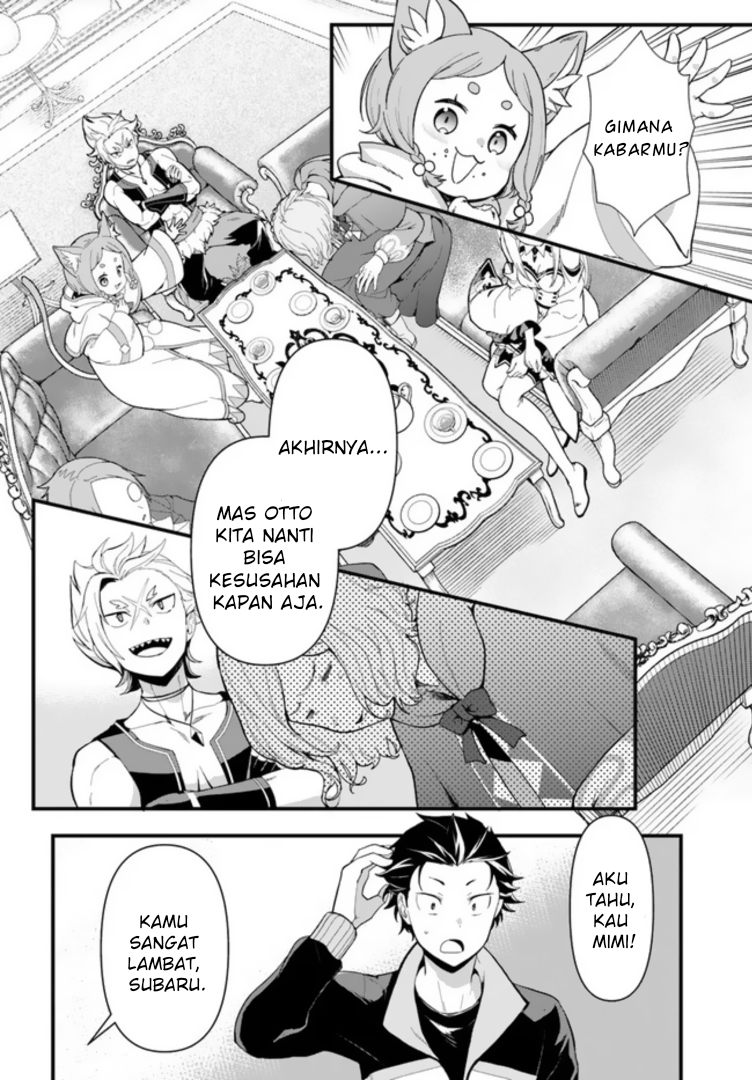 GIMANA
KABARMU?
AKHIRNYA...
MAS OTTO
KITA NANTI
BISA
KESUSAHAN
KAPAN AJA.
AKU
TAHU,
KAU
MIMI!
KAMU
SANGAT
LAMBAT,
SUBARU.